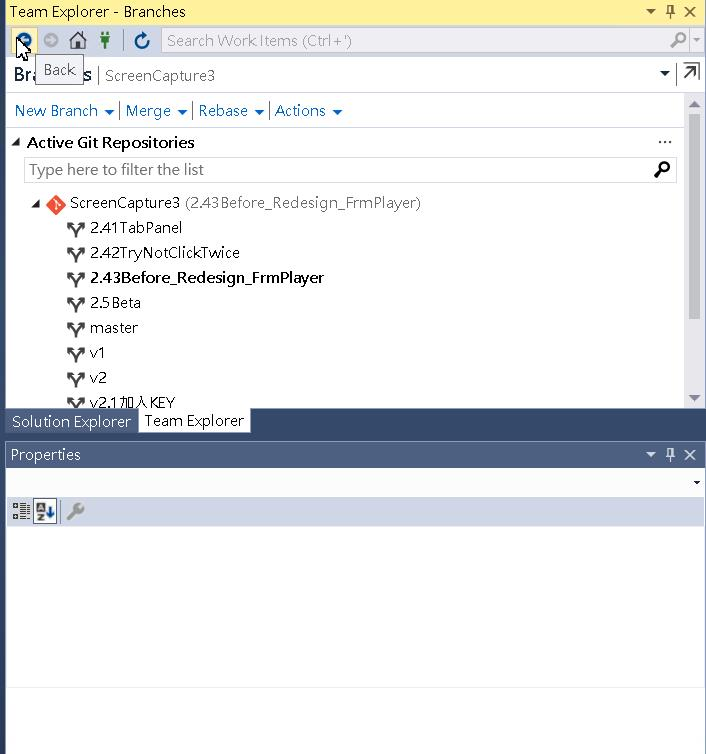 Team Explorer - Branches
Search Work Items (Ctrl+')
Back
ScreenCapture3
New Branch Merge Rebase Actions
Active Git Repositories
Type here to filter the list
ScreenCapture3 (2.43Before_Redesign_FrmPlayer)
2.41TabPanel
2.42TryNotClickTwice
2.43Before_Redesign_FrmPlayer
2.5Beta
master
v1
v2
v2.1加入KEY
Solution Explorer Team Explorer
Properties